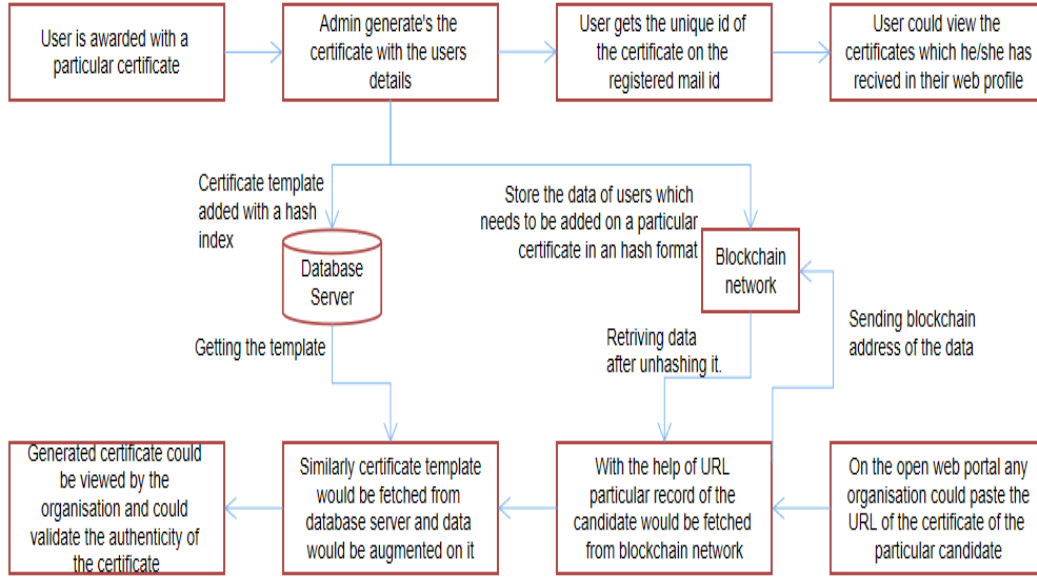 User is awarded with a
particular certificate
Admin generate's the
certificate with the users
details
User gets the unique id of
the certificate on the
registered mail id
User could view the
certificates which he/she has
recived in their web profile
Certificate template
added with a hash
index
Store the data of users which
needs to be added on a particular
certificate in an hash format
Database
Server
Blockchain
network
Getting the template
Retriving data
after unhashing it.
Sending blockchain
address of the data
Generated certificate could
be viewed by the
organisation and could
validate the authenticity of
the certificate
Similarly certificate template
would be fetched from
database server and data
would be augmented on it
With the help of URL
particular record of the
candidate would be fetched
from blockchain network
On the open web portal any
organisation could paste the
URL of the certificate of the
particular candidate